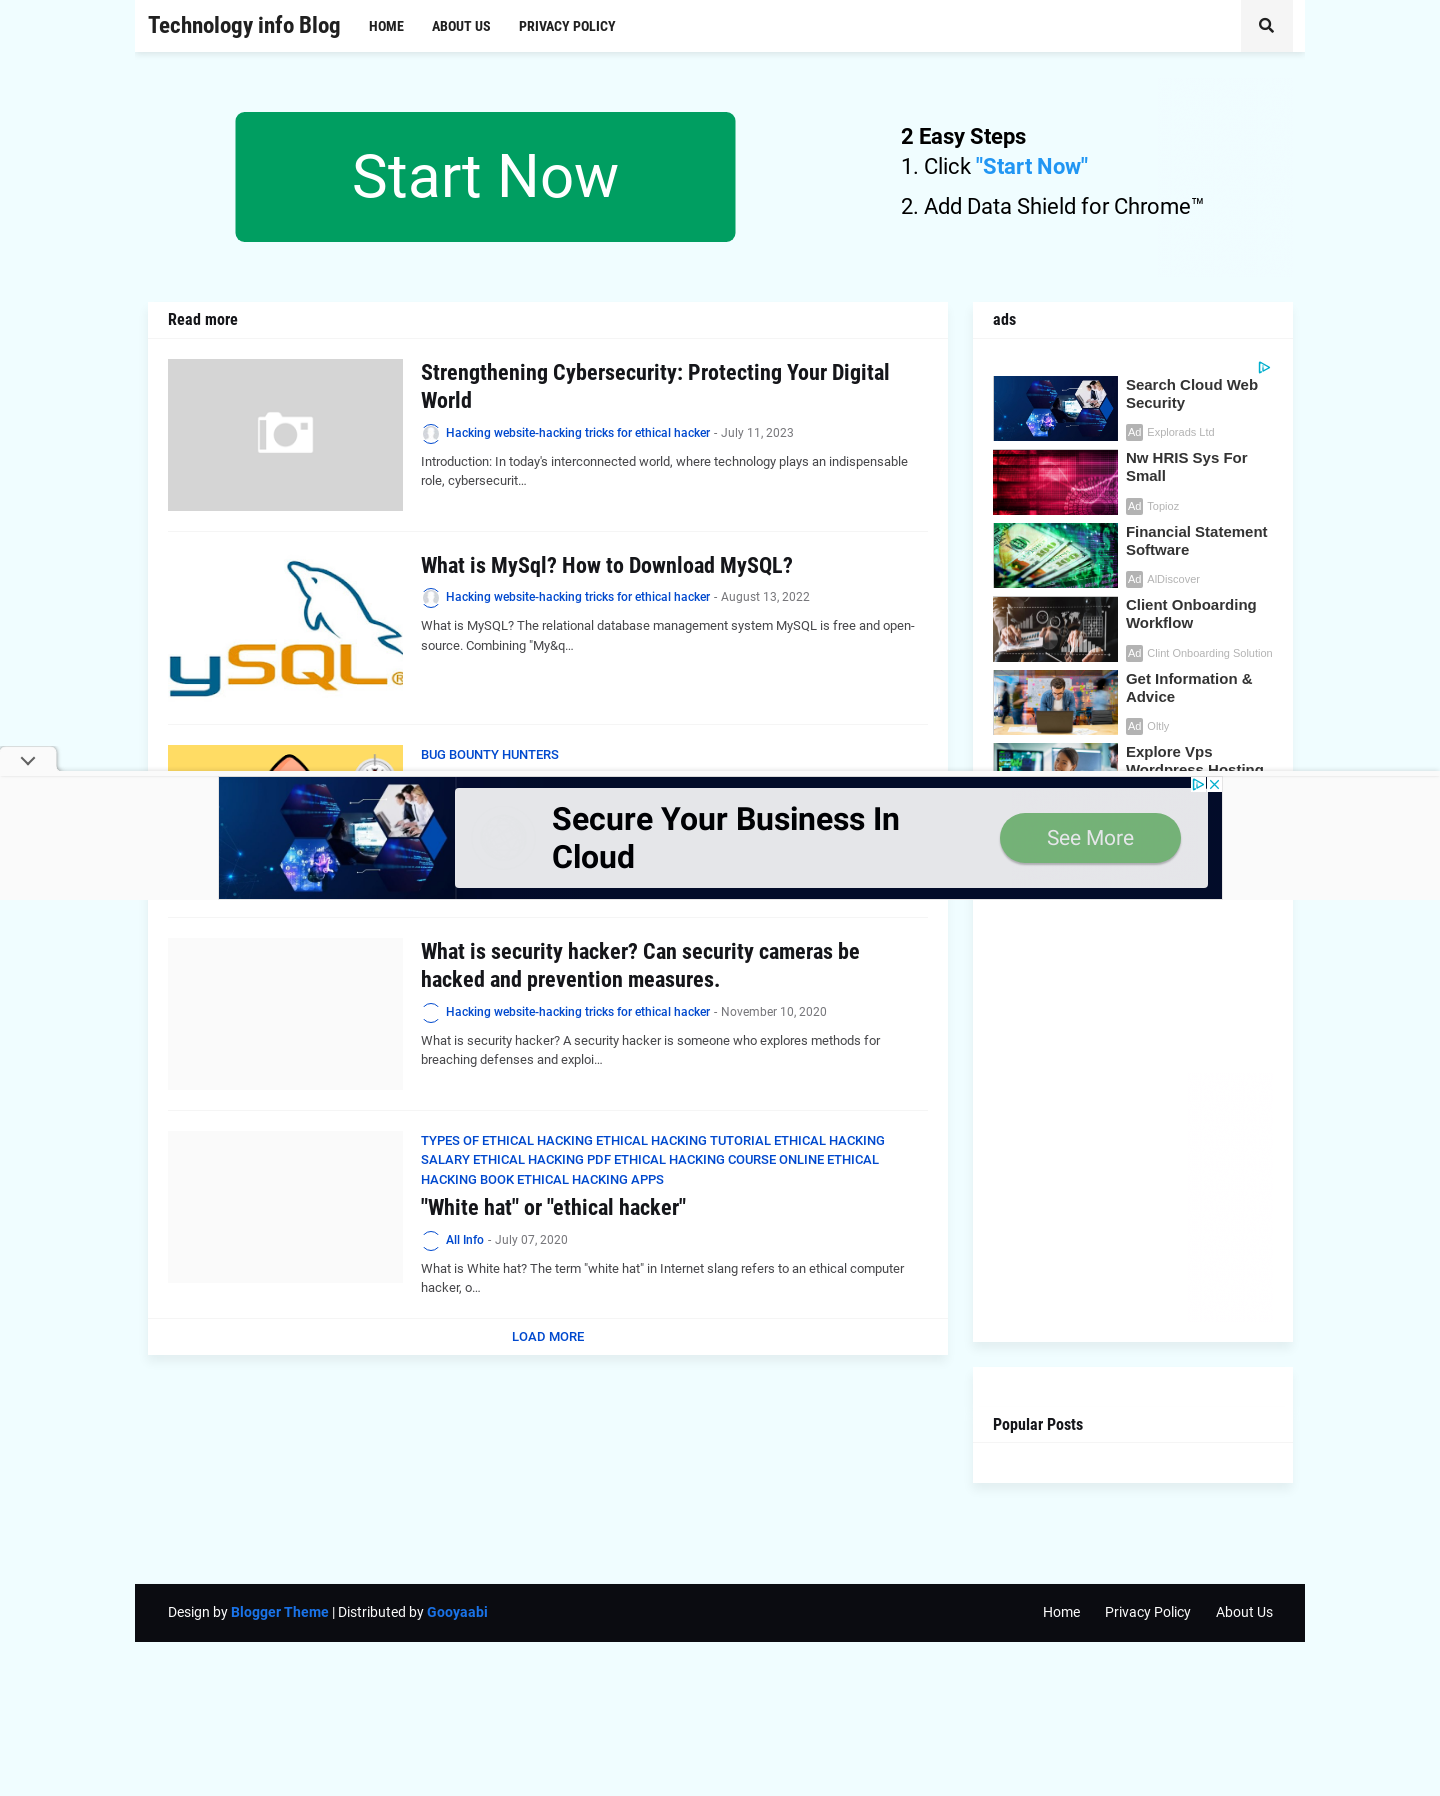 Technology info Blog
HOME
ABOUT US
PRIVACY POLICY
Start Now
2 Easy Steps
1. Click "Start Now"
2. Add Data Shield for Chrome™
Read more
Strengthening Cybersecurity: Protecting Your Digital
World
Hacking website-hacking tricks for ethical hacker - July 11, 2023
Introduction: In today's interconnected world, where technology plays an indispensable
role, cybersecurit…
ySQL®
What is MySql? How to Download MySQL?
Hacking website-hacking tricks for ethical hacker - August 13, 2022
What is MySQL? The relational database management system MySQL is free and open-
source. Combining "My&q…
BUG BOUNTY HUNTERS
What is security hacker? Can security cameras be
hacked and prevention measures.
Hacking website-hacking tricks for ethical hacker - November 10, 2020
What is security hacker? A security hacker is someone who explores methods for
breaching defenses and exploi…
TYPES OF ETHICAL HACKING ETHICAL HACKING TUTORIAL ETHICAL HACKING
SALARY ETHICAL HACKING PDF ETHICAL HACKING COURSE ONLINE ETHICAL
HACKING BOOK ETHICAL HACKING APPS
"White hat" or "ethical hacker"
All Info - July 07, 2020
What is White hat? The term "white hat" in Internet slang refers to an ethical computer
hacker, o…
LOAD MORE
ads
Search Cloud Web
Security
Ad Explorads Ltd
Nw HRIS Sys For
Small
Ad Topioz
Financial Statement
Software
Ad AIDiscover
Client Onboarding
Workflow
Ad Clint Onboarding Solution
Get Information &
Advice
Ad Oltly
Explore Vps
Wordpress Hosting
Secure Your Business In
Cloud
See More
Popular Posts
Design by Blogger Theme | Distributed by Gooyaabi
Home
Privacy Policy
About Us